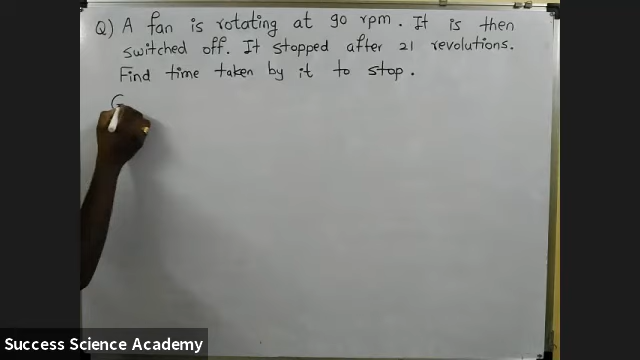 Q) A fan is rotating at 90 rpm. It is then
switched off. It stopped after 21 revolutions.
Find time taken by it to stop.
G
Success Science Academy